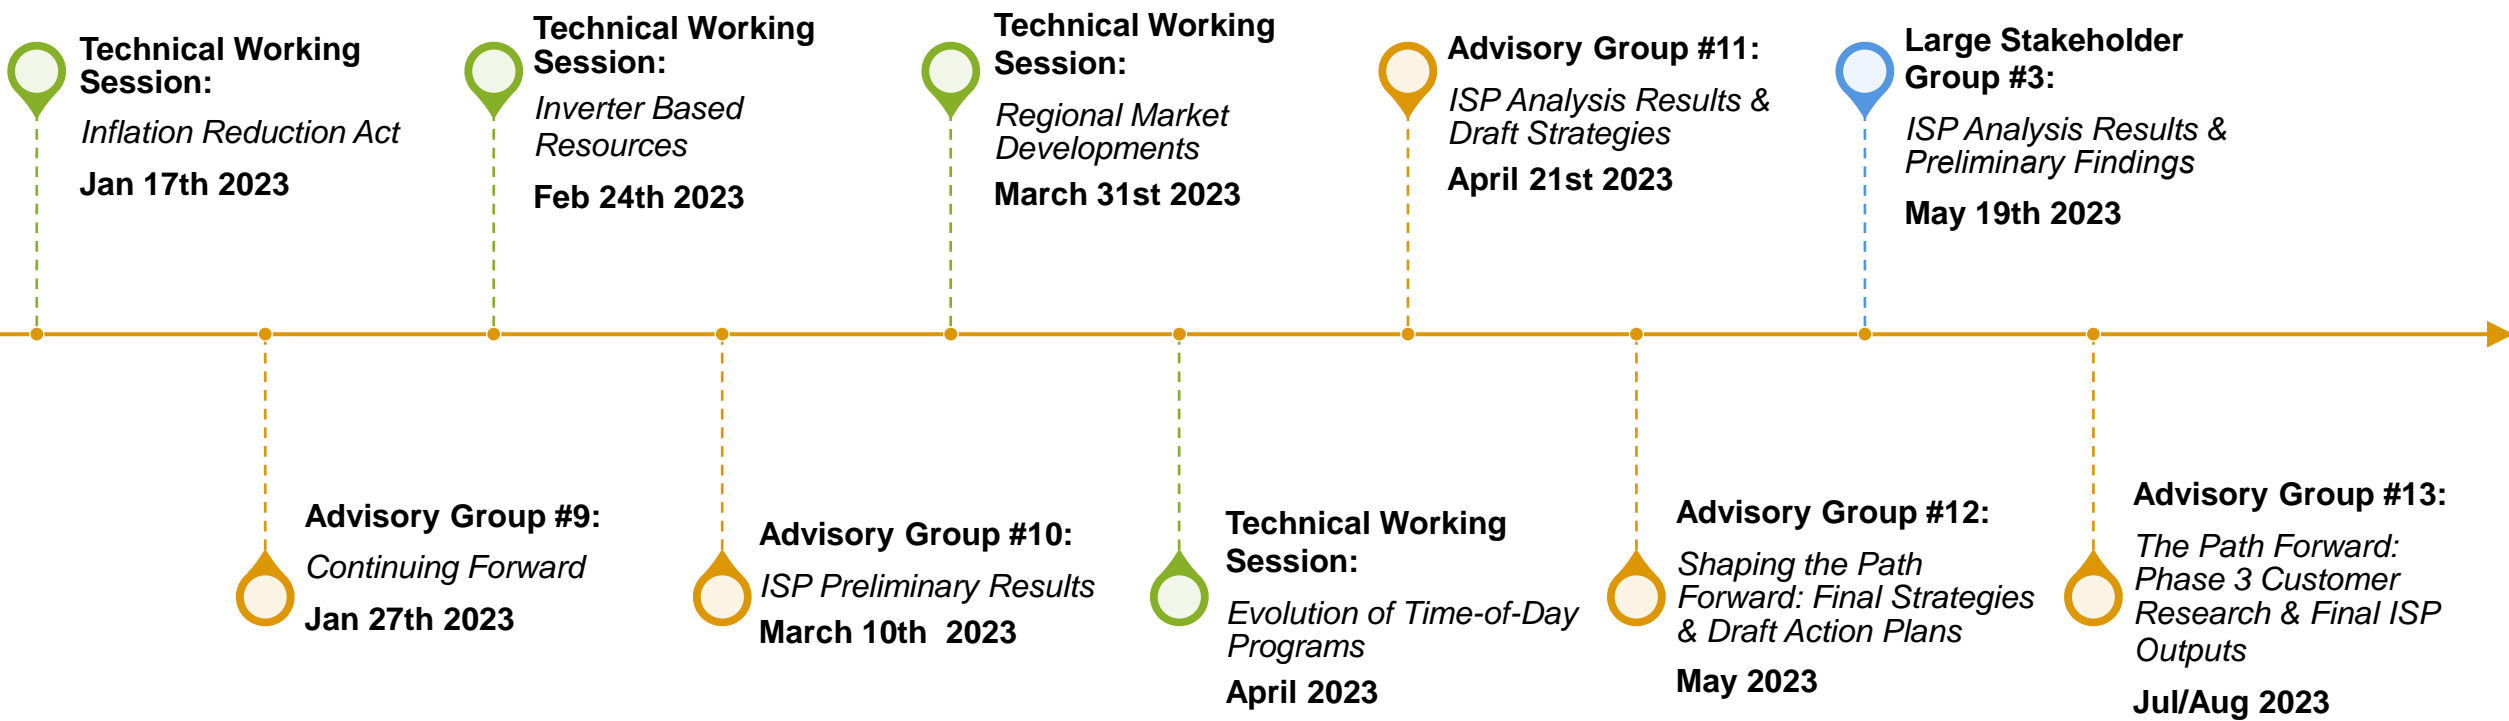 Technical Working
Session:
Inflation Reduction Act
Jan 17th 2023
Technical Working
Session:
Inverter Based
Resources
Feb 24th 2023
Technical Working
Session:
Regional Market
Developments
March 31st 2023
Advisory Group #11:
ISP Analysis Results &
Draft Strategies
April 21st 2023
Large Stakeholder
Group #3:
ISP Analysis Results &
Preliminary Findings
May 19th 2023
Advisory Group #9:
Continuing Forward
Jan 27th 2023
Advisory Group #10:
ISP Preliminary Results
March 10th  2023
Technical Working
Session:
Evolution of Time-of-Day
Programs
April 2023
Advisory Group #12:
Shaping the Path
Forward: Final Strategies
& Draft Action Plans
May 2023
Advisory Group #13:
The Path Forward:
Phase 3 Customer
Research & Final ISP
Outputs
Jul/Aug 2023